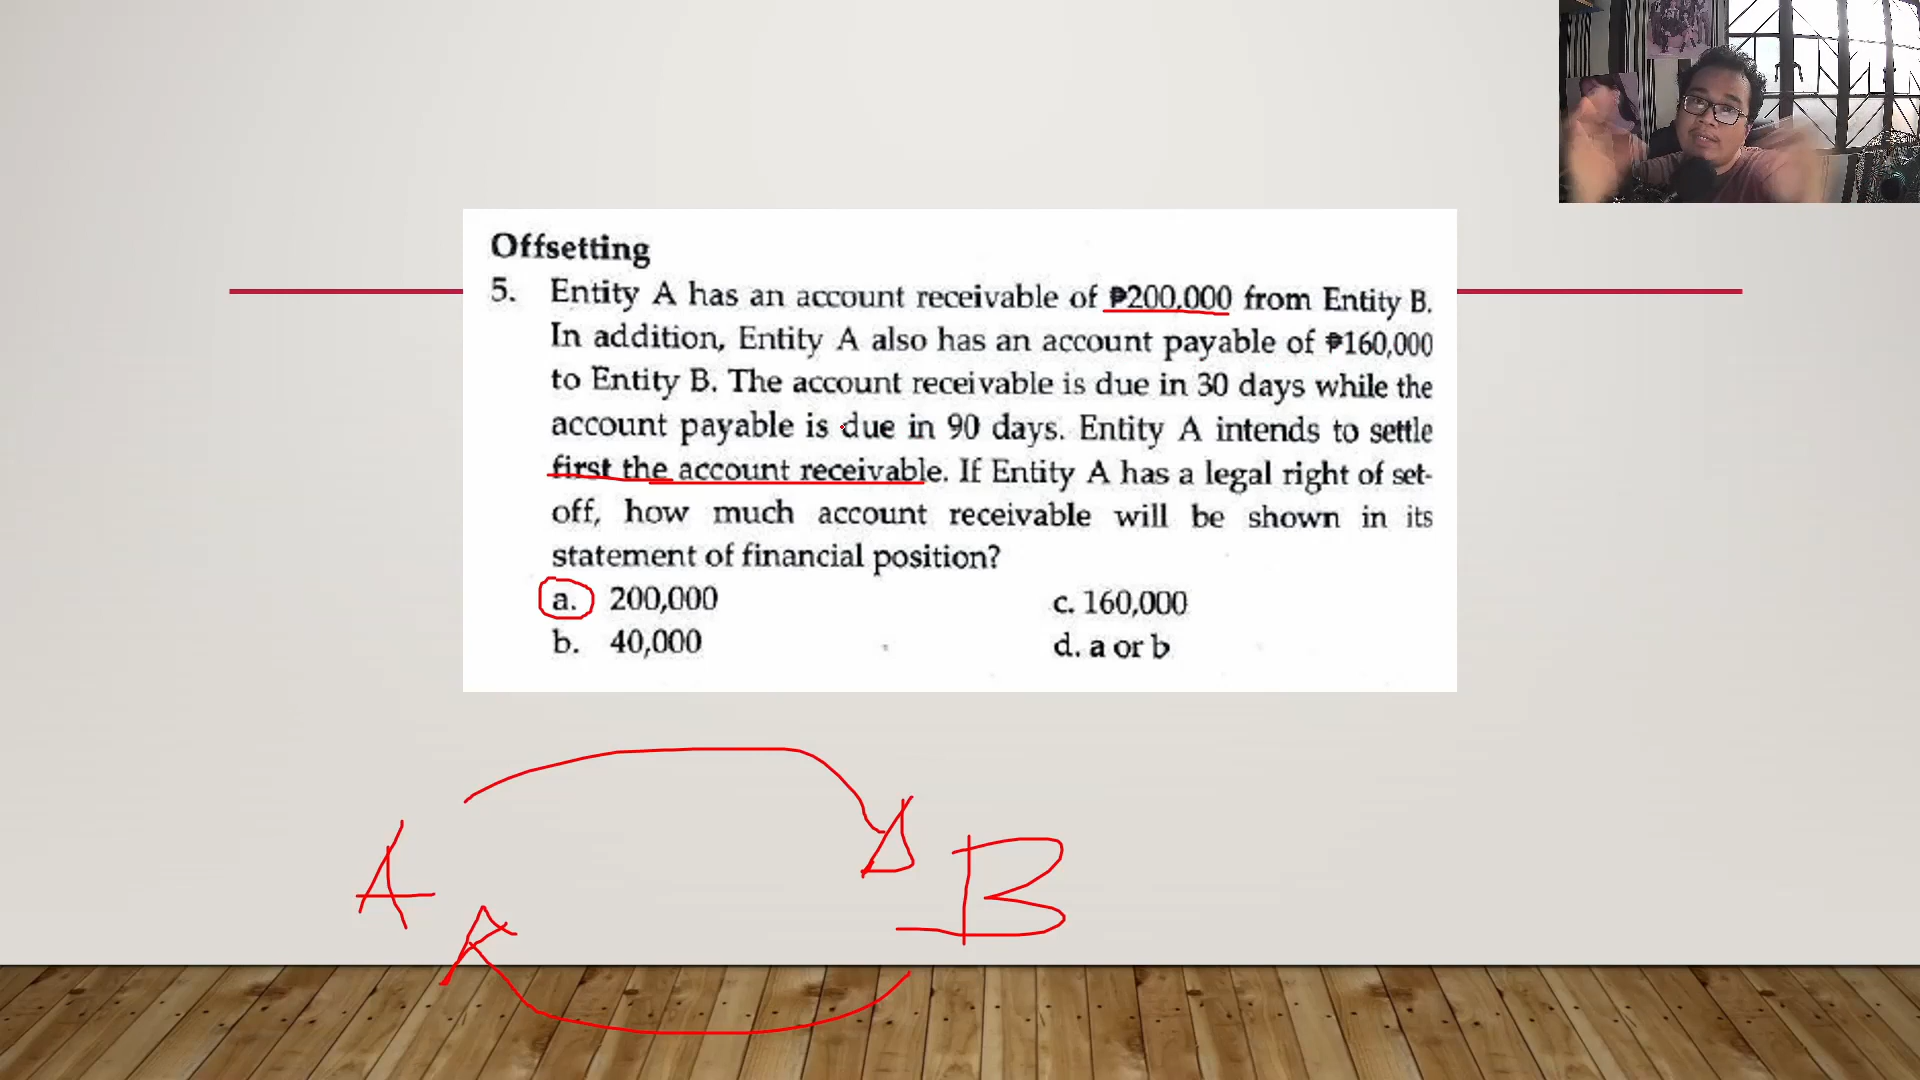 Offsetting
5. Entity A has an account receivable of ₱200,000 from Entity B.
In addition, Entity A also has an account payable of ₱160,000
to Entity B. The account receivable is due in 30 days while the
account payable is due in 90 days. Entity A intends to settle
first the account receivable. If Entity A has a legal right of set-
off, how much account receivable will be shown in its
statement of financial position?
a. 200,000 c. 160,000
b. 40,000 d. a or b
A B